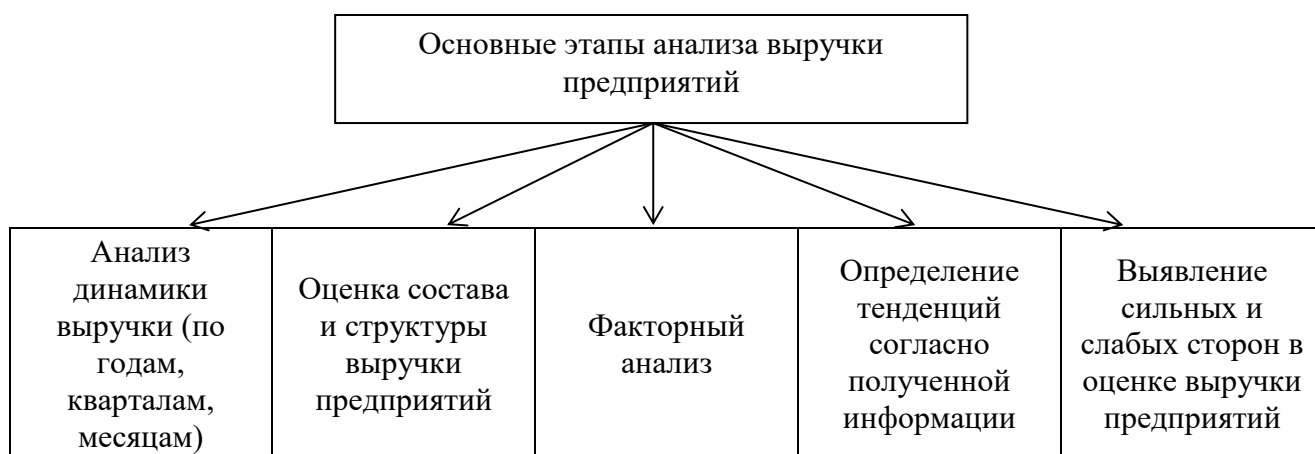 Основные этапы анализа выручки
предприятий
Анализ
динамики
выручки (по
годам,
кварталам,
месяцам)
Оценка состава
и структуры
выручки
предприятий
Факторный
анализ
Определение
тенденций
согласно
полученной
информации
Выявление
сильных и
слабых сторон в
оценке выручки
предприятий